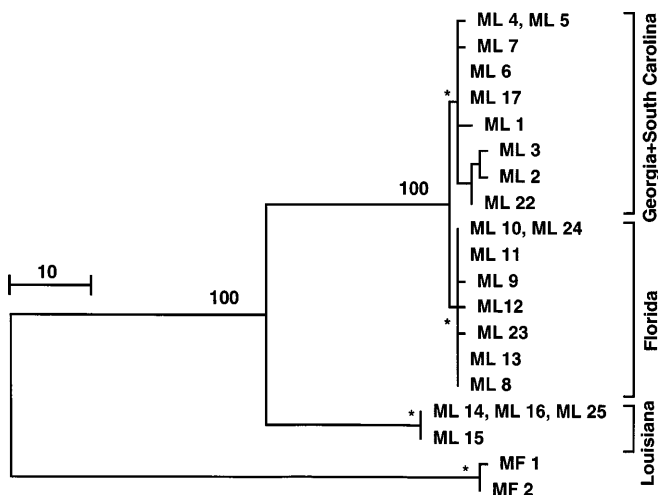 ML 4, ML 5
ML 7
ML 6
*
ML 17
ML 1
ML 3
ML 2
100
ML 22
Georgia+South Carolina
ML 10, ML 24
ML 11
10
ML 9
100
ML12
*
ML 23
ML 13
ML 8
Florida
*
ML 14, ML 16, ML 25
ML 15
Louisiana
*
MF 1
MF 2